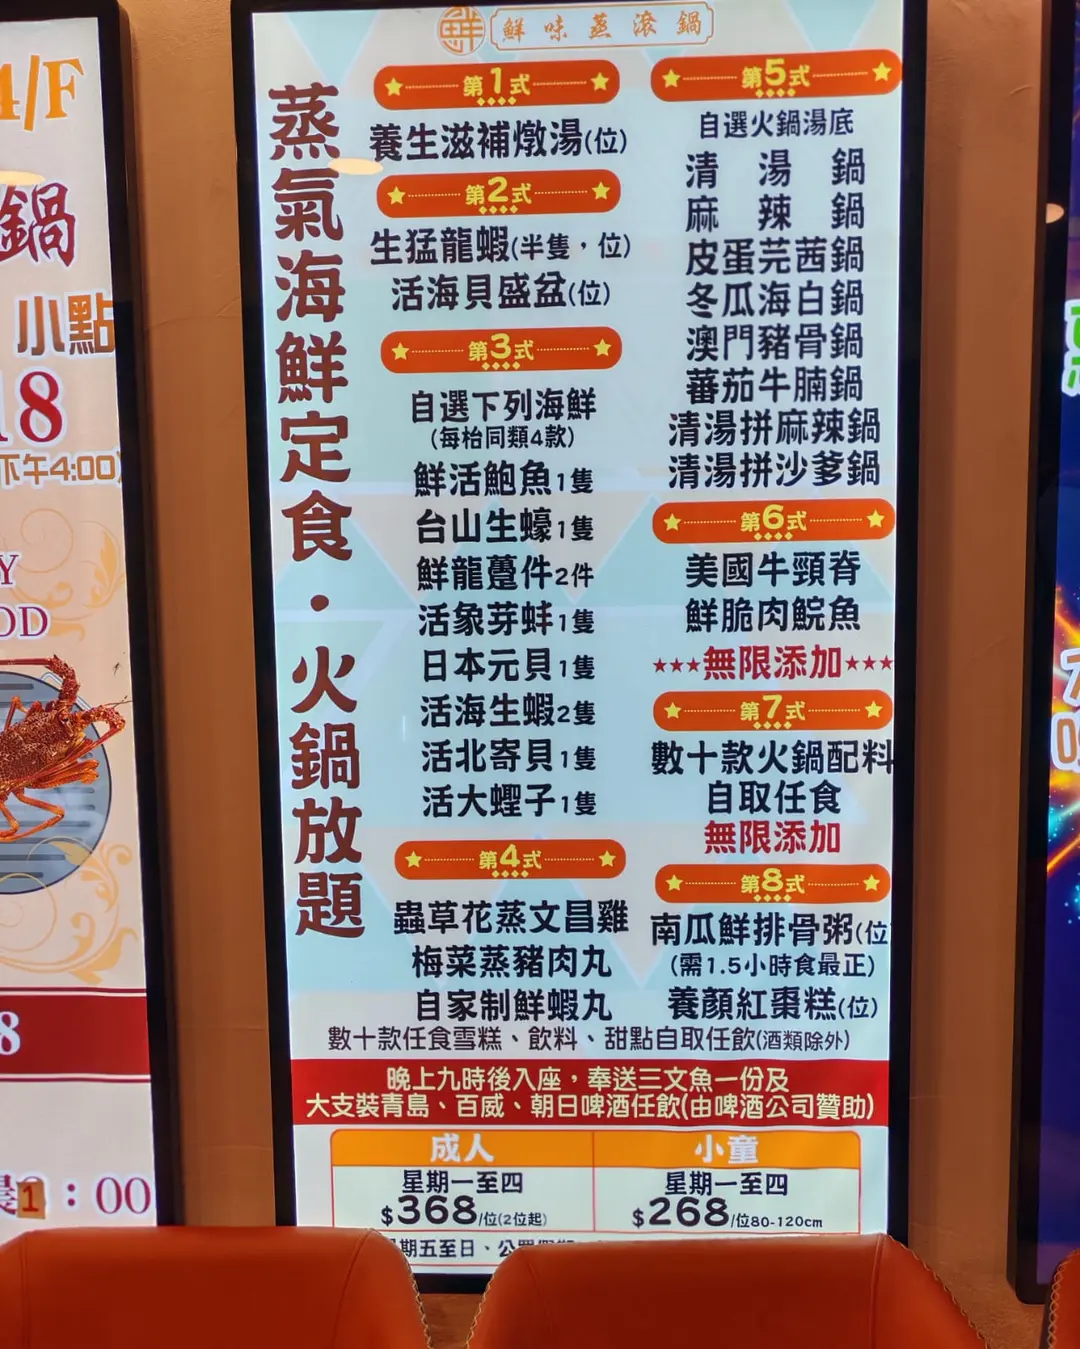 4/F
鍋
小點
18
下午4:00)
Y
OD
8
1:00
鮮味蒸滾鍋
蒸氣海鮮定食·火鍋放題
第1式
養生滋補燉湯(位)
第2式
生猛龍蝦(半隻，位)
活海貝盛盆(位)
第3式
自選下列海鮮
(每枱同類4款)
鮮活鮑魚1隻
台山生蠔1隻
鮮龍躉件2件
活象芽蚌1隻
日本元貝1隻
活海生蝦2隻
活北寄貝1隻
活大蟶子1隻
第4式
蟲草花蒸文昌雞
梅菜蒸豬肉丸
自家制鮮蝦丸
第5式
自選火鍋湯底
清湯鍋
麻辣鍋
皮蛋芫茜鍋
冬瓜海白鍋
澳門豬骨鍋
蕃茄牛腩鍋
清湯拼麻辣鍋
清湯拼沙爹鍋
第6式
美國牛頸脊
鮮脆肉鯇魚
★★★無限添加★★★
第7式
數十款火鍋配料
自取任食
無限添加
第8式
南瓜鮮排骨粥(位
(需1.5小時食最正)
養顏紅棗糕(位)
數十款任食雪糕、飲料、甜點自取任飲(酒類除外)
晚上九時後入座，奉送三文魚一份及
大支裝青島、百威、朝日啤酒任飲(由啤酒公司贊助)
成人
星期一至四
$368/位(2位起)
小童
星期一至四
$268/位80-120cm
期五至日、公